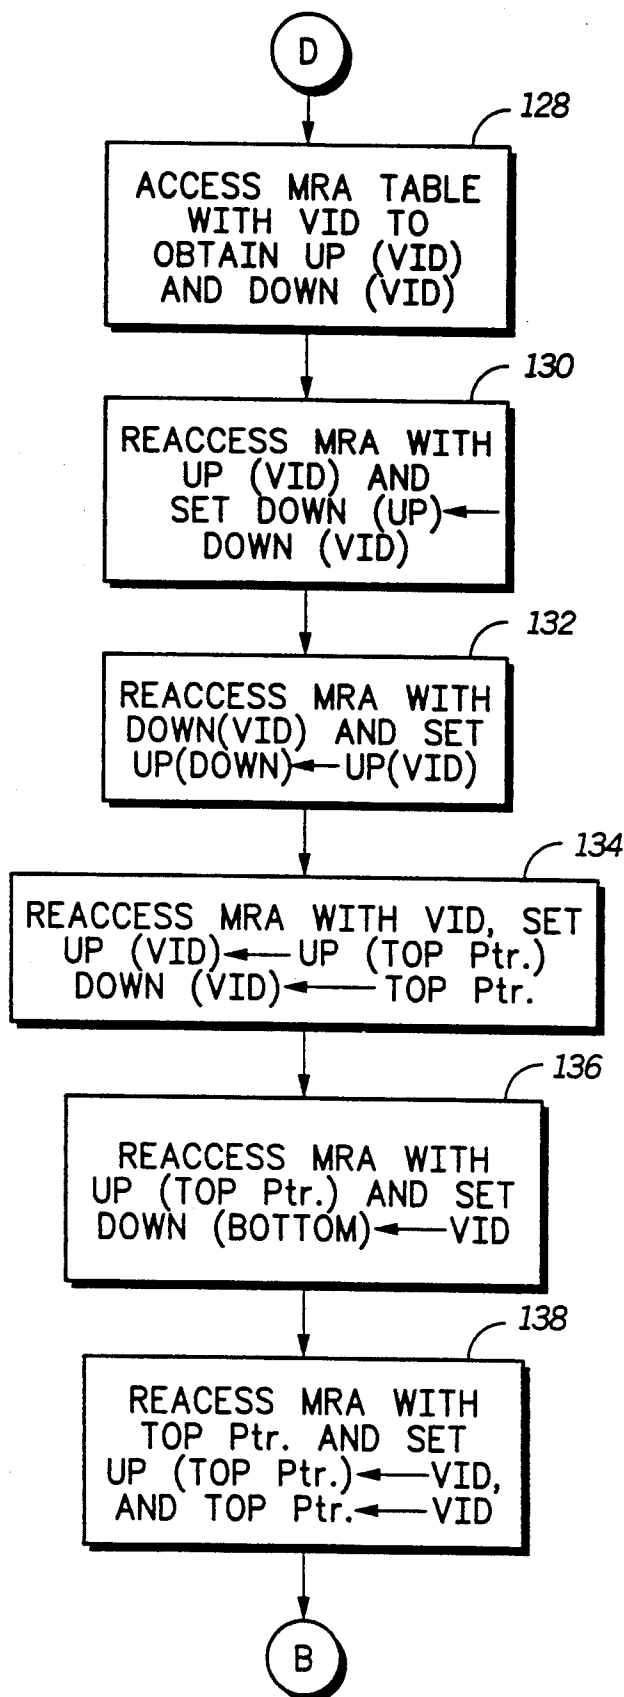 D
128
ACCESS MRA TABLE
WITH VID TO
OBTAIN UP (VID)
AND DOWN (VID)
130
REACCESS MRA WITH
UP (VID) AND
SET DOWN (UP)←
DOWN (VID)
132
REACCESS MRA WITH
DOWN(VID) AND SET
UP(DOWN)←UP(VID)
134
REACCESS MRA WITH VID, SET
UP (VID)←UP (TOP Ptr.)
DOWN (VID)←TOP Ptr.
136
REACCESS MRA WITH
UP (TOP Ptr.) AND SET
DOWN (BOTTOM)←VID
138
REACESS MRA WITH
TOP Ptr. AND SET
UP (TOP Ptr.)←VID,
AND TOP Ptr.←VID
B